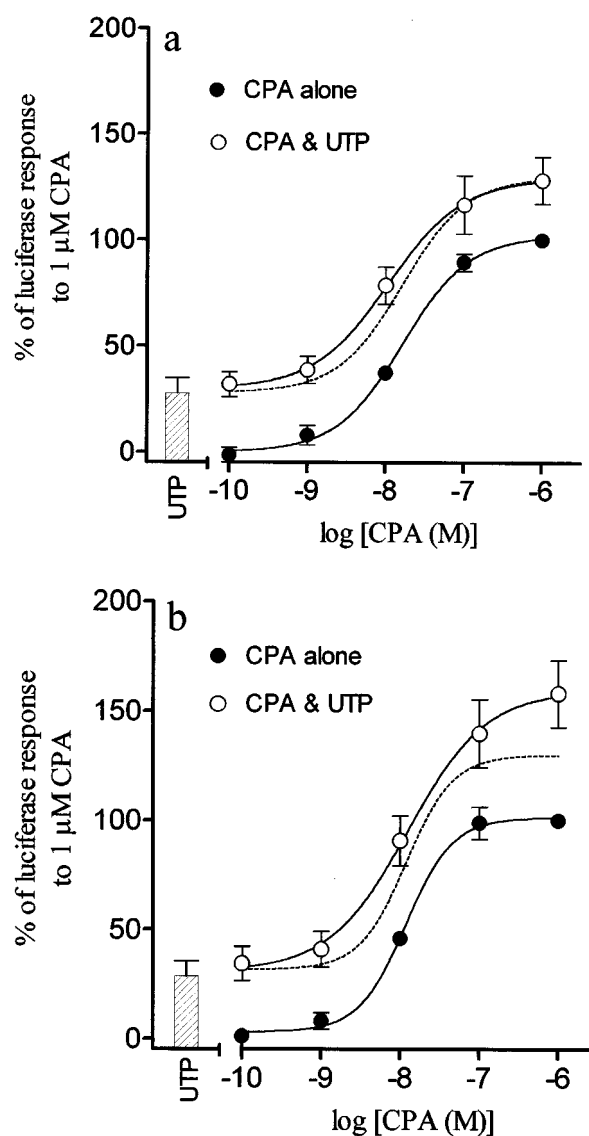 a
200
150
100
50
0
CPA alone
CPA & UTP
% of luciferase response
to 1 µM CPA
UTP
-10 -9 -8 -7 -6
log [CPA (M)]
b
200
150
100
50
0
CPA alone
CPA & UTP
% of luciferase response
to 1 µM CPA
UTP
-10 -9 -8 -7 -6
log [CPA (M)]